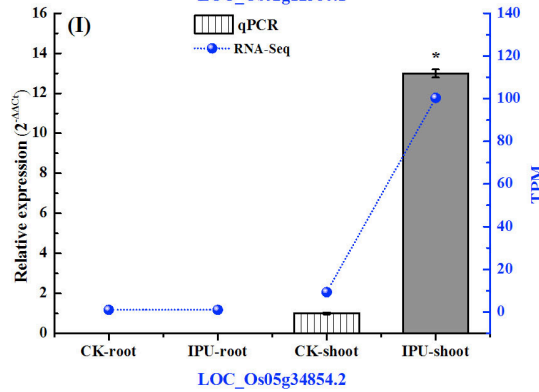 (I)
qPCR
RNA-Seq
*
Relative expression (2^-ΔΔCt)
16
14
12
10
8
6
4
2
0
140
120
100
80
60
40
20
0
TPM
CK-root IPU-root CK-shoot IPU-shoot
LOC_Os05g34854.2